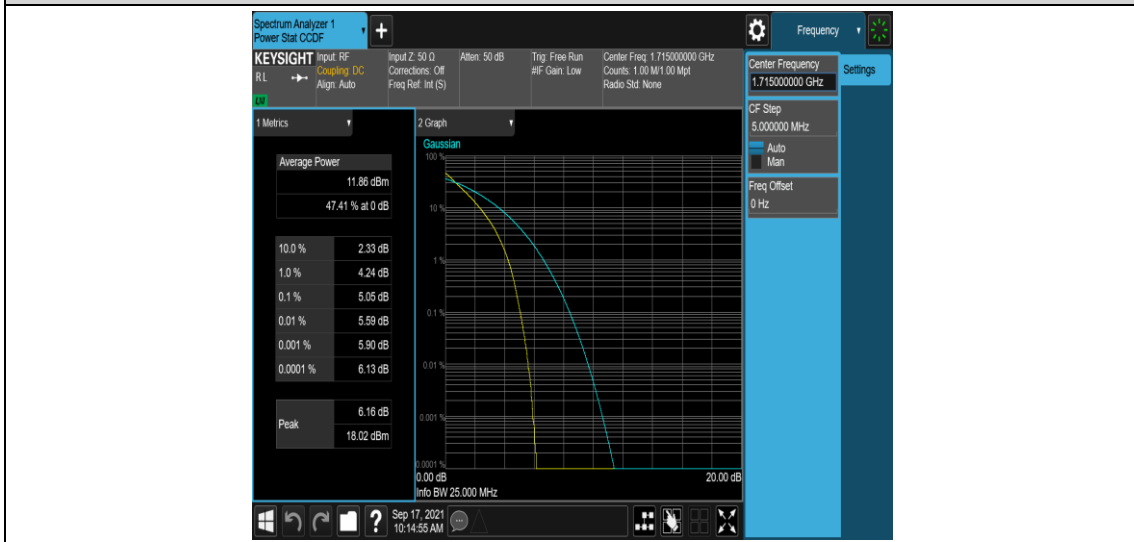 Spectrum Analyzer 1
Power Stat CCDF
Frequency
KEYSIGHT
RL
LXI
Input: RF
Coupling: DC
Align: Auto
Input Z: 50 Ω
Corrections: Off
Freq Ref: Int (S)
Atten: 50 dB
Trig: Free Run
#IF Gain: Low
Center Freq: 1.715000000 GHz
Counts: 1.00 M/1.00 Mpt
Radio Std: None
Center Frequency
1.715000000 GHz
Settings
CF Step
5.000000 MHz
Auto
Man
Freq Offset
0 Hz
1 Metrics
Average Power
11.86 dBm
47.41 % at 0 dB
10.0 % 2.33 dB
1.0 % 4.24 dB
0.1 % 5.05 dB
0.01 % 5.59 dB
0.001 % 5.90 dB
0.0001 % 6.13 dB
Peak 6.16 dB
18.02 dBm
2 Graph
Gaussian
100 %
10 %
1 %
0.1 %
0.01 %
0.001 %
0.0001 %
0.00 dB 20.00 dB
Info BW 25.000 MHz
Sep 17, 2021
10:14:55 AM